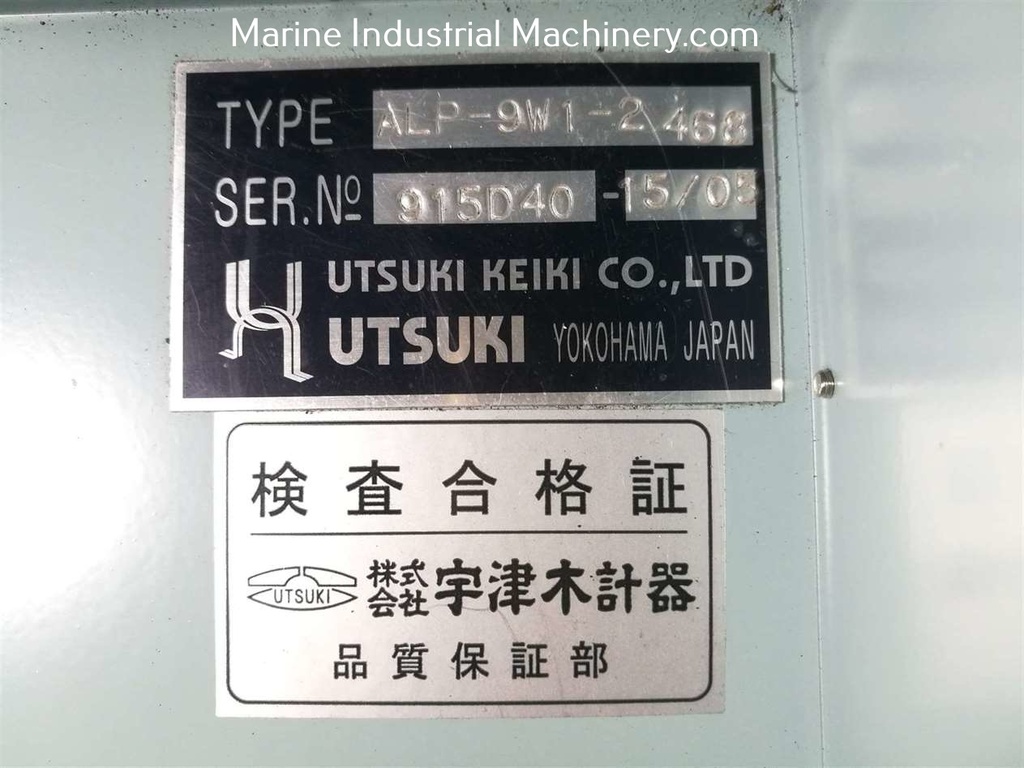 Marine Industrial Machinery.com
TYPE ALP-9W1-2 468
SER.Nº 915D40 -15/05
UTSUKI KEIKI CO.,LTD
UTSUKI YOKOHAMA JAPAN
検査合格証
UTSUKI 株式会社 宇津木計器
品質保証部